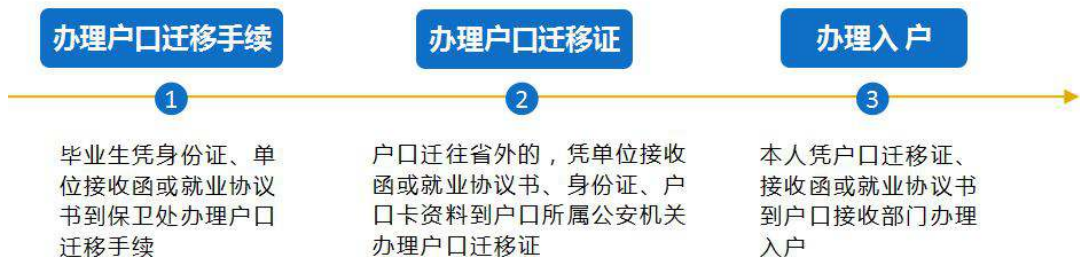 办理户口迁移手续
办理户口迁移证
办理入户
1
2
3
毕业生凭身份证、单
位接收函或就业协议
书到保卫处办理户口
迁移手续
户口迁往省外的，凭单位接收
函或就业协议书、身份证、户
口卡资料到户口所属公安机关
办理户口迁移证
本人凭户口迁移证、
接收函或就业协议书
到户口接收部门办理
入户